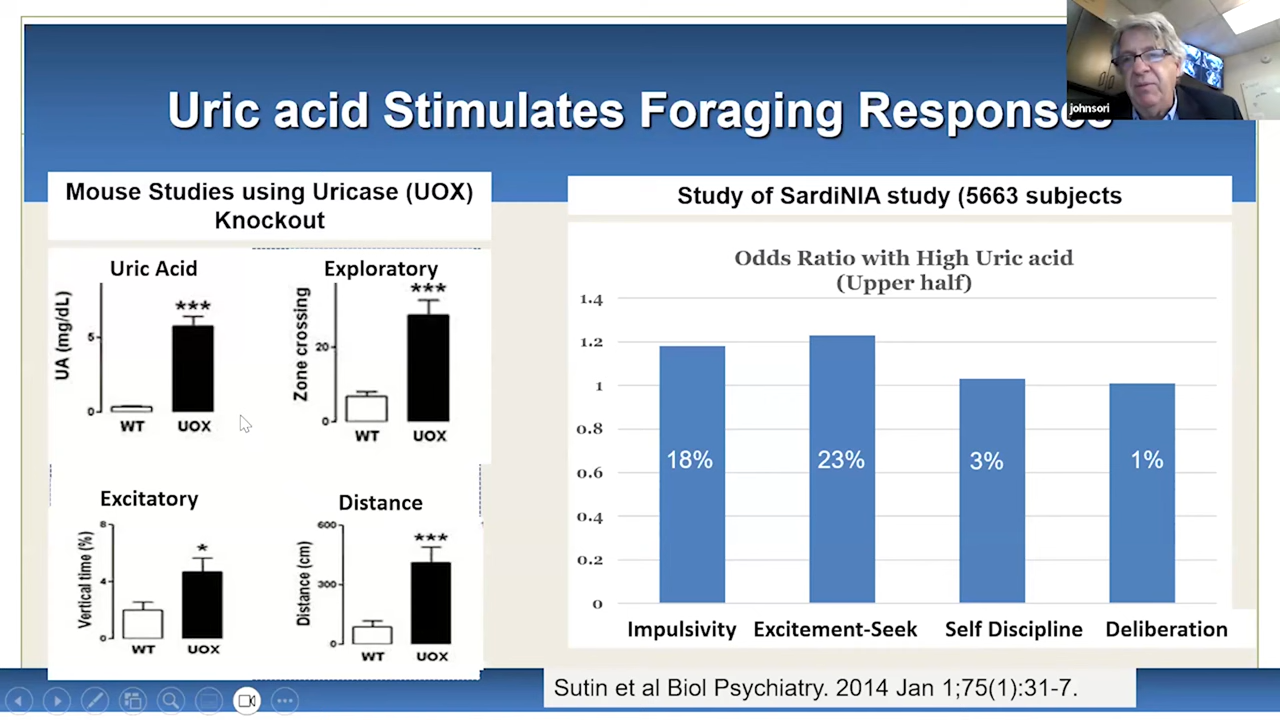 johnsori
Uric acid Stimulates Foraging Responses
Mouse Studies using Uricase (UOX)
Knockout
Uric Acid
UA (mg/dL)
5
0
***
WT
UOX
Exploratory
Zone crossing
20
0
***
WT
UOX
Excitatory
Vertical time (%)
8
4
0
*
WT
UOX
Distance
Distance (cm)
600
300
0
***
WT
UOX
Study of SardiNIA study (5663 subjects
Odds Ratio with High Uric acid
(Upper half)
1.4
1.2
1
0.8
0.6
0.4
0.2
0
18%
23%
3%
1%
Impulsivity
Excitement-Seek
Self Discipline
Deliberation
Sutin et al Biol Psychiatry. 2014 Jan 1;75(1):31-7.